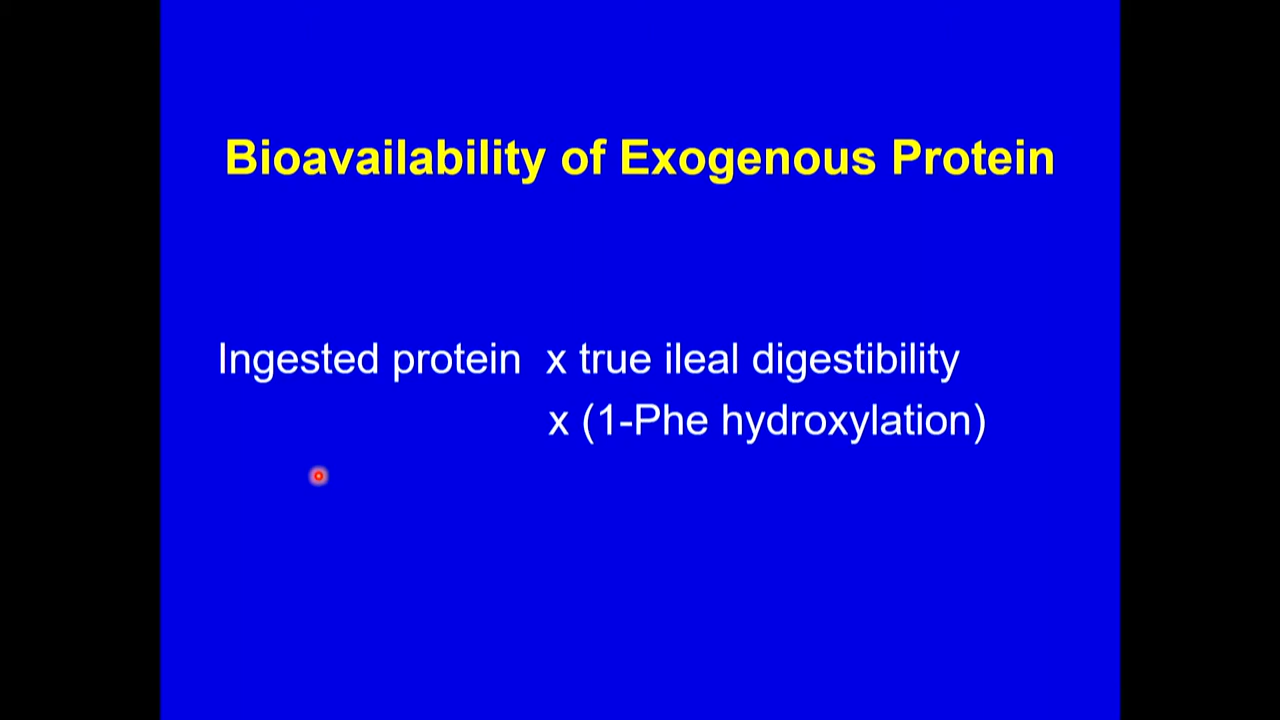 Bioavailability of Exogenous Protein
Ingested protein x true ileal digestibility
x (1-Phe hydroxylation)